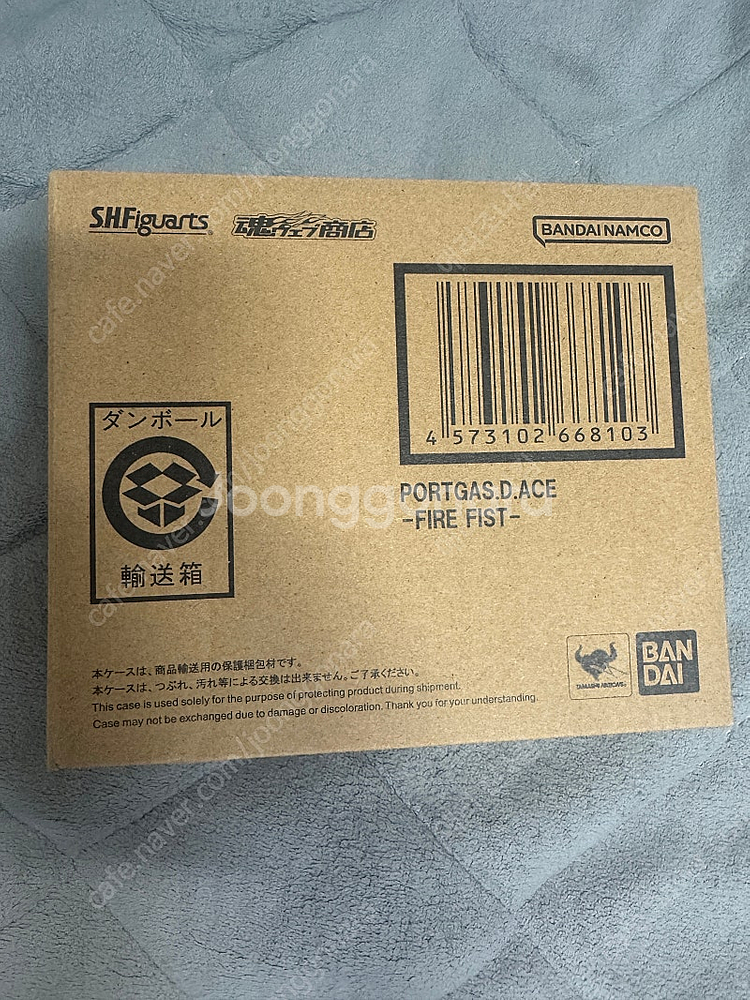 S.H.Figuarts 魂ウェブ商店 BANDAI NAMCO
4 573102 668103
PORTGAS.D.ACE
-FIRE FIST-
ダンボール
輸送箱
本ケースは、商品輸送用の保護梱包材です。
本ケースは、つぶれ、汚れ等による交換は出来ません。ご了承ください。
This case is used solely for the purpose of protecting product during shipment.
Case may not be exchanged due to damage or discoloration. Thank you for your understanding.
TAMASHII NATIONS
BAN
DAI
Joonggonara
cafe.naver.com/joonggonara